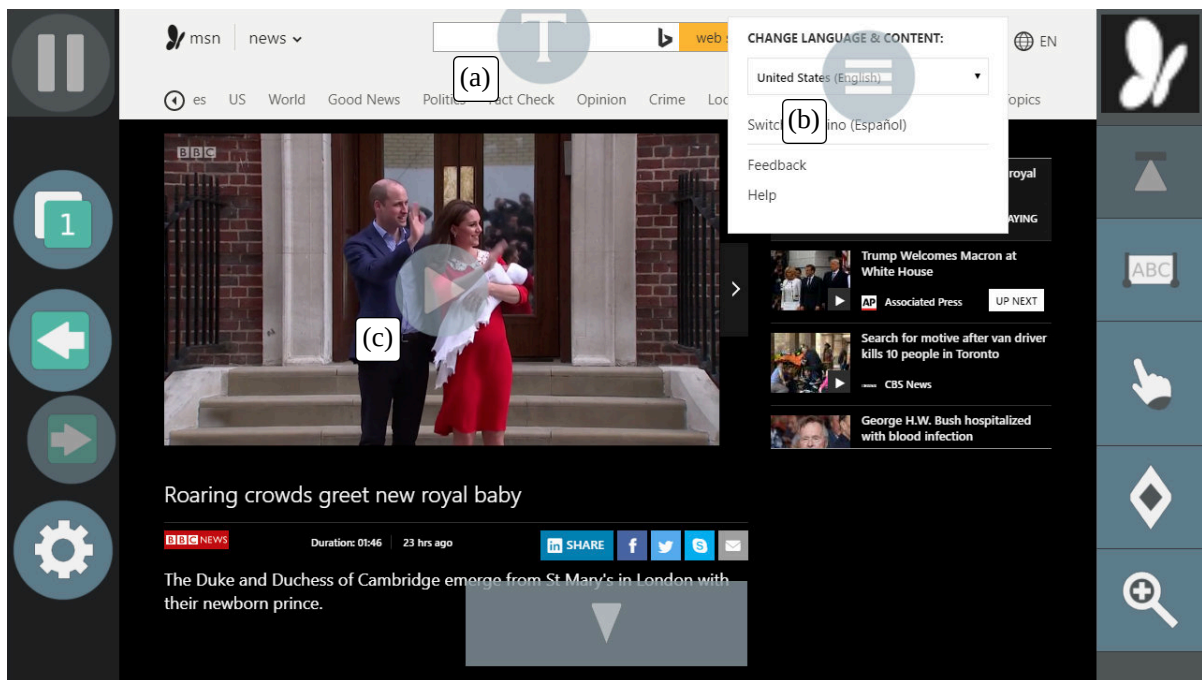 msn news
web
CHANGE LANGUAGE & CONTENT:
EN
T
(a)
United States (English)
(b)
es US World Good News Politics Fact Check Opinion Crime Loc opics
Switch ino (Español)
Feedback
Help
BBC
royal
AYING
1
Trump Welcomes Macron at
White House
AP Associated Press UP NEXT
ABC
(c)
Search for motive after van driver
kills 10 people in Toronto
CBS News
George H.W. Bush hospitalized
with blood infection
Roaring crowds greet new royal baby
BBC NEWS Duration: 01:46 23 hrs ago in SHARE f
The Duke and Duchess of Cambridge emerge from St Mary's in London with
their newborn prince.